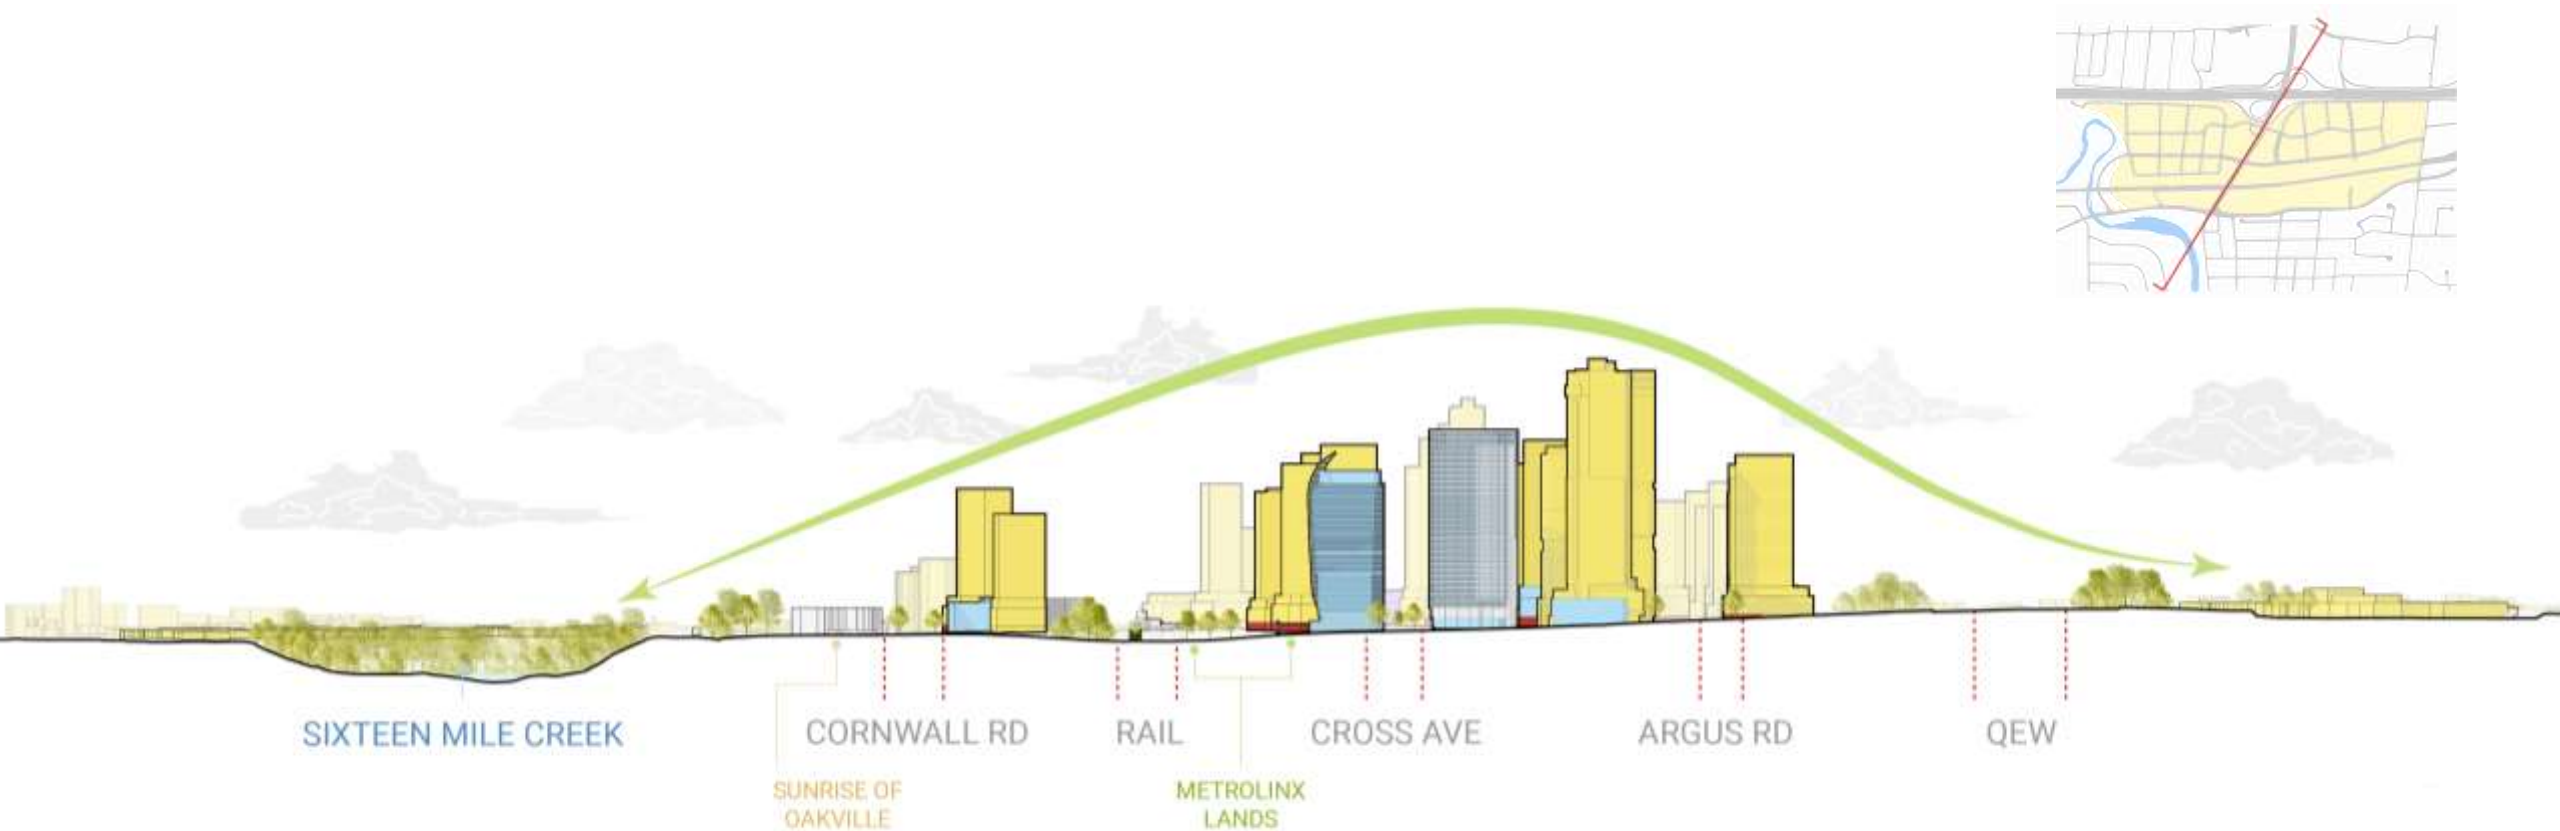 SIXTEEN MILE CREEK
CORNWALL RD
RAIL
CROSS AVE
ARGUS RD
QEW
SUNRISE OF
OAKVILLE
METROLINX
LANDS